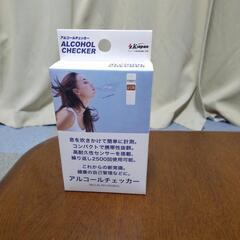 アルコールチェッカー
ALCOHOL
CHECKER
Kjapan
息を吹きかけて簡単に計測。
コンパクトで携帯性抜群。
高耐久性センサーを搭載。
繰り返し2500回使用可能。
これからの新常識。
健康の自己管理などに。
アルコールチェッカー